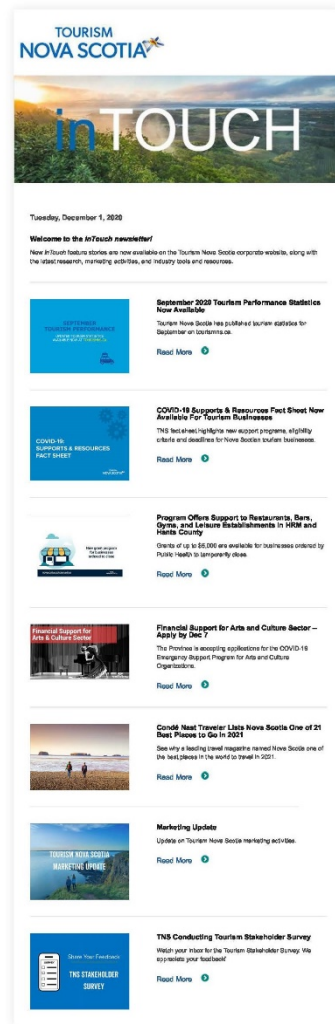 TOURISM
NOVA SCOTIA
inTOUCH
Tuesday, December 1, 2020
Welcome to the InTouch newsletter!
New InTouch feature stories are now available on the Tourism Nova Scotia corporate website, along with
the latest research, marketing activities, and industry tools and resources.
SEPTEMBER
TOURISM PERFORMANCE
September 2020 Tourism Performance Statistics
Now Available
Tourism Nova Scotia has published tourism statistics for
September on tourismns.ca.
Read More
COVID-19:
SUPPORTS & RESOURCES
FACT SHEET
COVID-19 Supports & Resources Fact Sheet Now
Available For Tourism Businesses
TNS fact sheet highlights new support programs, eligibility
criteria and deadlines for Nova Scotian tourism businesses.
Read More
New grant program
for businesses
ordered to close
Program Offers Support to Restaurants, Bars,
Gyms, and Leisure Establishments in HRM and
Hants County
Grants of up to $5,000 are available for businesses ordered by
Public Health to temporarily close.
Read More
Financial Support for
Arts & Culture Sector
Financial Support for Arts and Culture Sector –
Apply by Dec 7
The Province is accepting applications for the COVID-19
Emergency Support Program for Arts and Culture
Organizations.
Read More
Condé Nast Traveler Lists Nova Scotia One of 21
Best Places to Go in 2021
See why a leading travel magazine named Nova Scotia one of
the best places in the world to travel in 2021.
Read More
TOURISM NOVA SCOTIA
MARKETING UPDATE
Marketing Update
Update on Tourism Nova Scotia marketing activities.
Read More
Share Your Feedback
TNS STAKEHOLDER
SURVEY
TNS Conducting Tourism Stakeholder Survey
Watch your inbox for the Tourism Stakeholder Survey. We
appreciate your feedback!
Read More